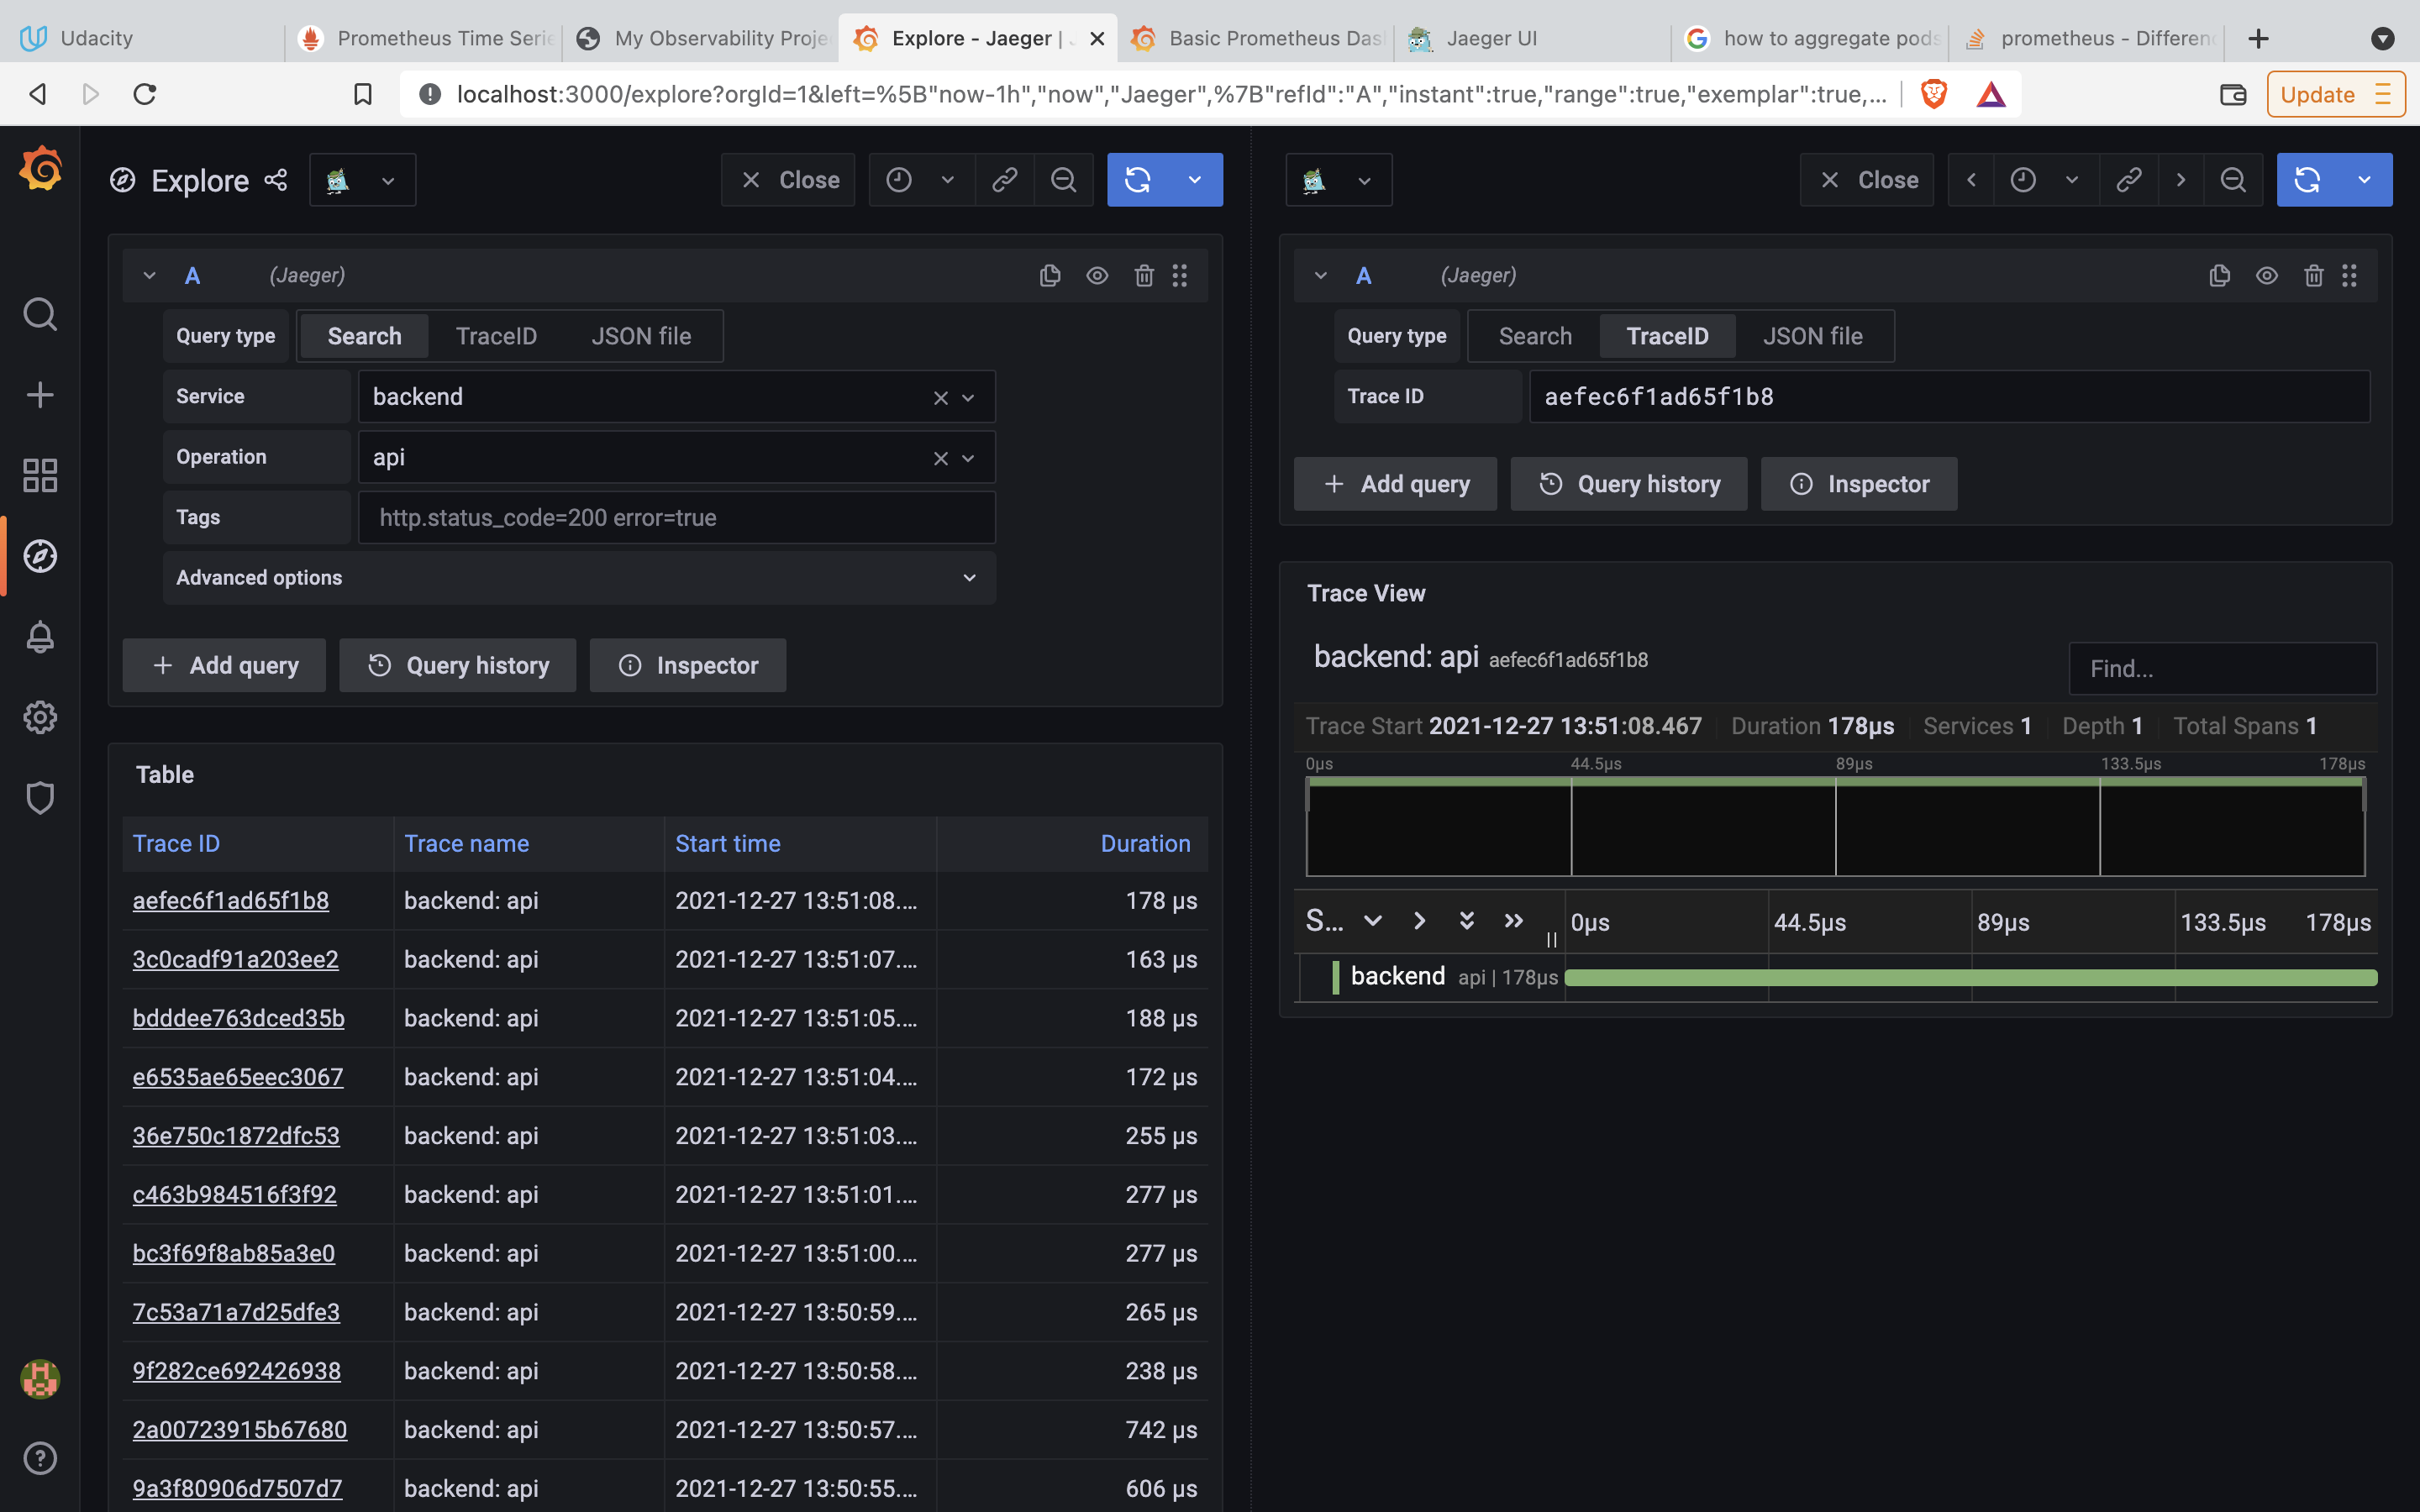 Udacity
Prometheus Time Serie
My Observability Proje
Explore - Jaeger |
Basic Prometheus Das
Jaeger UI
how to aggregate pods
prometheus - Differen
localhost:3000/explore?orgId=1&left=%5B"now-1h","now","Jaeger",%7B"refId":"A","instant":true,"range":true,"exemplar":true,...
Update
Explore
Close
A (Jaeger)
Query type Search TraceID JSON file
Service backend
Operation api
Tags http.status_code=200 error=true
Advanced options
Add query Query history Inspector
Table
Trace ID Trace name Start time Duration
aefec6f1ad65f1b8 backend: api 2021-12-27 13:51:08.... 178 µs
3c0cadf91a203ee2 backend: api 2021-12-27 13:51:07.... 163 µs
bdddee763dced35b backend: api 2021-12-27 13:51:05.... 188 µs
e6535ae65eec3067 backend: api 2021-12-27 13:51:04.... 172 µs
36e750c1872dfc53 backend: api 2021-12-27 13:51:03.... 255 µs
c463b984516f3f92 backend: api 2021-12-27 13:51:01.... 277 µs
bc3f69f8ab85a3e0 backend: api 2021-12-27 13:51:00.... 277 µs
7c53a71a7d25dfe3 backend: api 2021-12-27 13:50:59.... 265 µs
9f282ce692426938 backend: api 2021-12-27 13:50:58.... 238 µs
2a00723915b67680 backend: api 2021-12-27 13:50:57.... 742 µs
9a3f80906d7507d7 backend: api 2021-12-27 13:50:55.... 606 µs
Close
A (Jaeger)
Query type Search TraceID JSON file
Trace ID aefec6f1ad65f1b8
Add query Query history Inspector
Trace View
backend: api aefec6f1ad65f1b8
Find...
Trace Start 2021-12-27 13:51:08.467 Duration 178µs Services 1 Depth 1 Total Spans 1
0µs 44.5µs 89µs 133.5µs 178µs
S... 0µs 44.5µs 89µs 133.5µs 178µs
backend api | 178µs